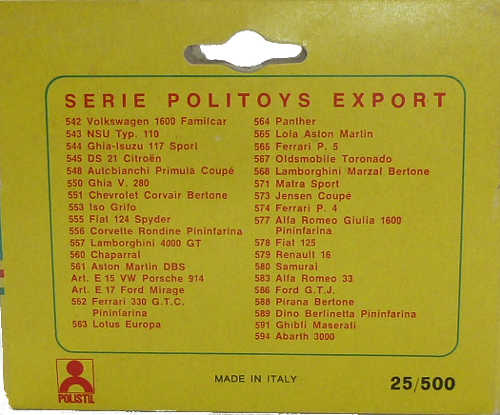 SERIE POLITOYS EXPORT
542 Volkswagen 1600 Familcar
543 NSU Typ. 110
544 Ghia-Isuzu 117 Sport
545 DS 21 Citroën
548 Autcbianchi Primula Coupé
550 Ghia V. 280
551 Chevrolet Corvair Bertone
553 Iso Grifo
555 Fiat 124 Spyder
556 Corvette Rondine Pininfarina
557 Lamborghini 4000 GT
560 Chaparral
561 Aston Martin DBS
Art. E 15 VW Porsche 914
Art. E 17 Ford Mirage
562 Ferrari 330 G.T.C.
Pininfarina
563 Lotus Europa
564 Panther
565 Lola Aston Martin
566 Ferrari P. 5
567 Oldsmobile Toronado
568 Lamborghini Marzal Bertone
571 Matra Sport
573 Jensen Coupé
574 Ferrari P. 4
577 Alfa Romeo Giulia 1600
Pininfarina
578 Fiat 125
579 Renault 16
580 Samurai
583 Alfa Romeo 33
586 Ford G.T.J.
588 Pirana Bertone
589 Dino Berlinetta Pininfarina
591 Ghibli Maserati
594 Abarth 3000
POLISTIL
MADE IN ITALY
25/500